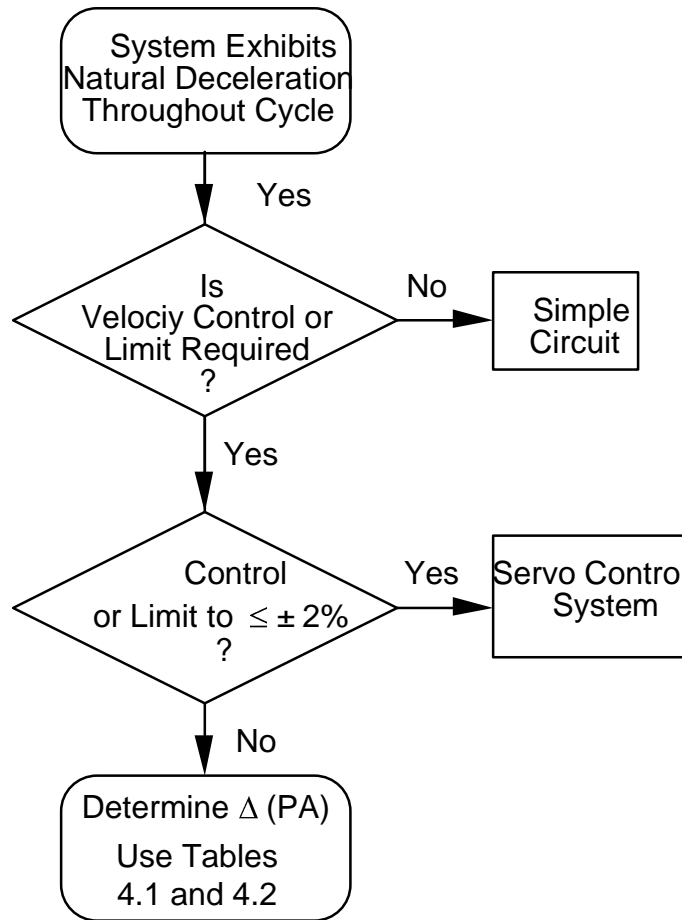 System Exhibits
Natural Deceleration
Throughout Cycle
Yes
Is
Velociy Control or
Limit Required
?
No
Simple
Circuit
Yes
Control
or Limit to ≤ ± 2%
?
Yes
Servo Contro
System
No
Determine Δ (PA)
Use Tables
4.1 and 4.2